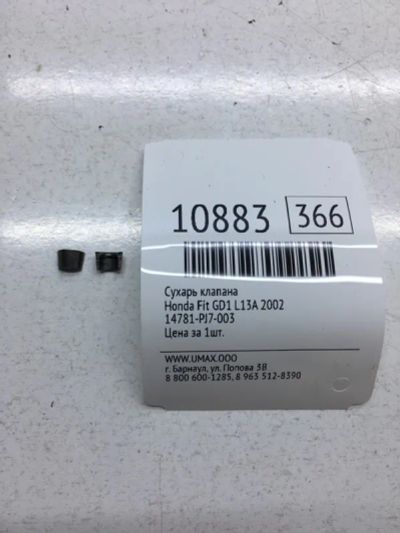 10883 366
Сухарь клапана
Honda Fit GD1 L13A 2002
14781-PJ7-003
Цена за 1шт.
WWW.UMAX.OOO
г. Барнаул, ул. Попова 3В
8 800 600-1285, 8 963 512-8390